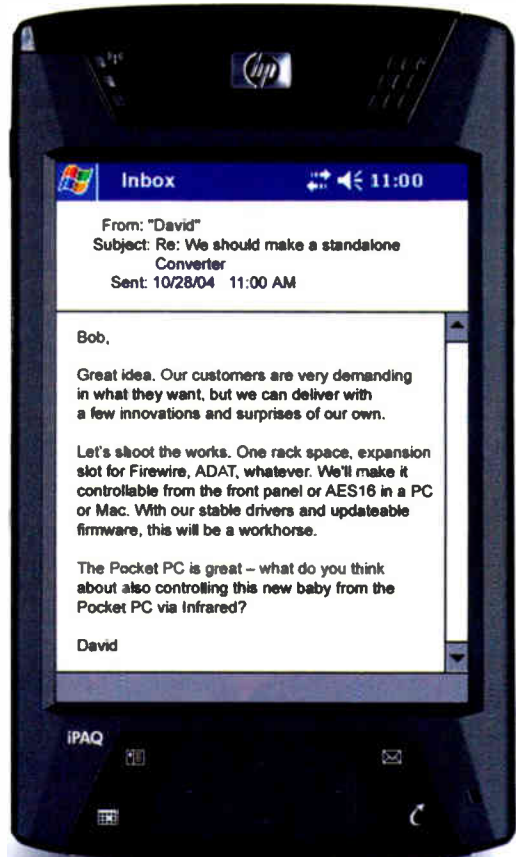 hp
Inbox 11:00
From: "David"
Subject: Re: We should make a standalone
Converter
Sent: 10/28/04 11:00 AM
Bob,
Great idea. Our customers are very demanding
in what they want, but we can deliver with
a few innovations and surprises of our own.
Let's shoot the works. One rack space, expansion
slot for Firewire, ADAT, whatever. We'll make it
controllable from the front panel or AES16 in a PC
or Mac. With our stable drivers and updateable
firmware, this will be a workhorse.
The Pocket PC is great – what do you think
about also controlling this new baby from the
Pocket PC via Infrared?
David
iPAQ